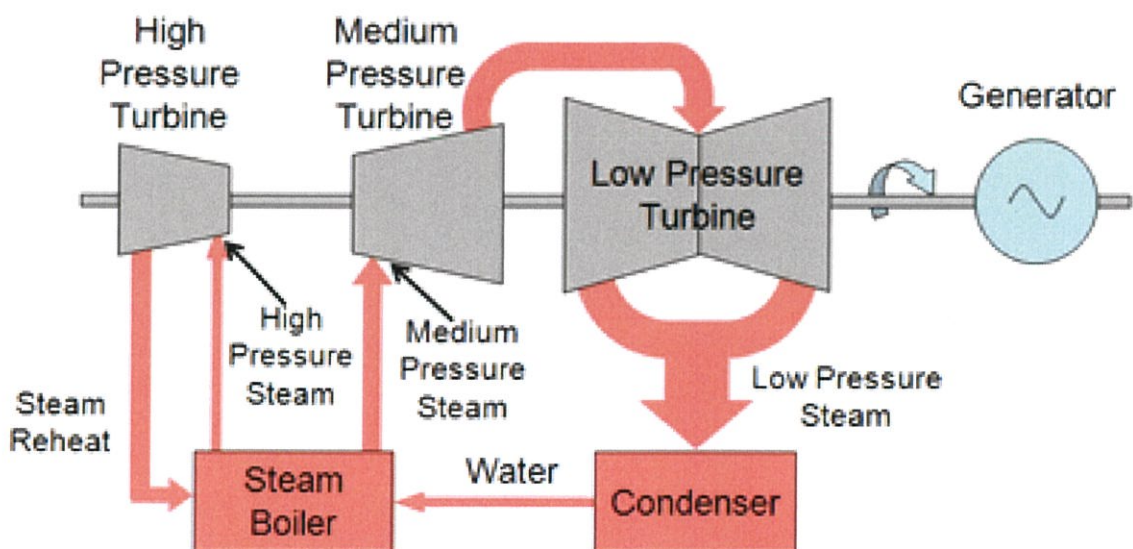 High
Pressure
Turbine
Medium
Pressure
Turbine
Generator
Low Pressure
Turbine
High
Pressure
Steam
Medium
Pressure
Steam
Low Pressure
Steam
Steam
Reheat
Steam
Boiler
Water
Condenser